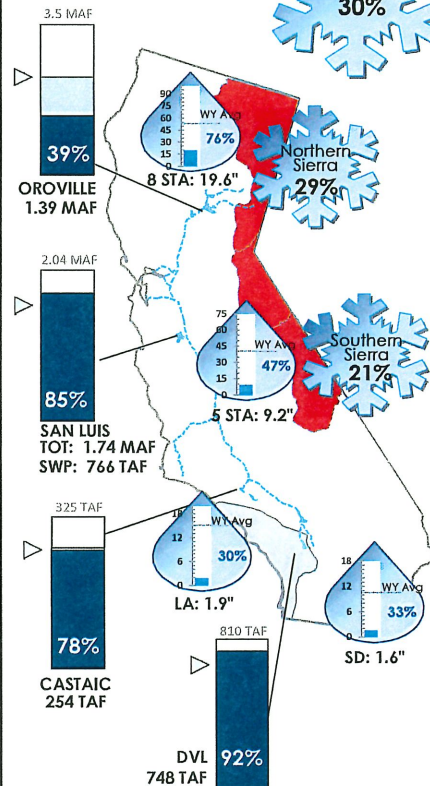 30%
3.5 MAF
39%
OROVILLE
1.39 MAF
90
75
60
45
30
15
0
WY Avg
76%
8 STA: 19.6"
Northern
Sierra
29%
2.04 MAF
85%
SAN LUIS
TOT: 1.74 MAF
SWP: 766 TAF
75
60
45
30
15
0
WY Avg
47%
5 STA: 9.2"
Southern
Sierra
21%
325 TAF
78%
CASTAIC
254 TAF
18
12
6
0
WY Avg
30%
LA: 1.9"
18
12
6
0
WY Avg
33%
SD: 1.6"
810 TAF
92%
DVL
748 TAF